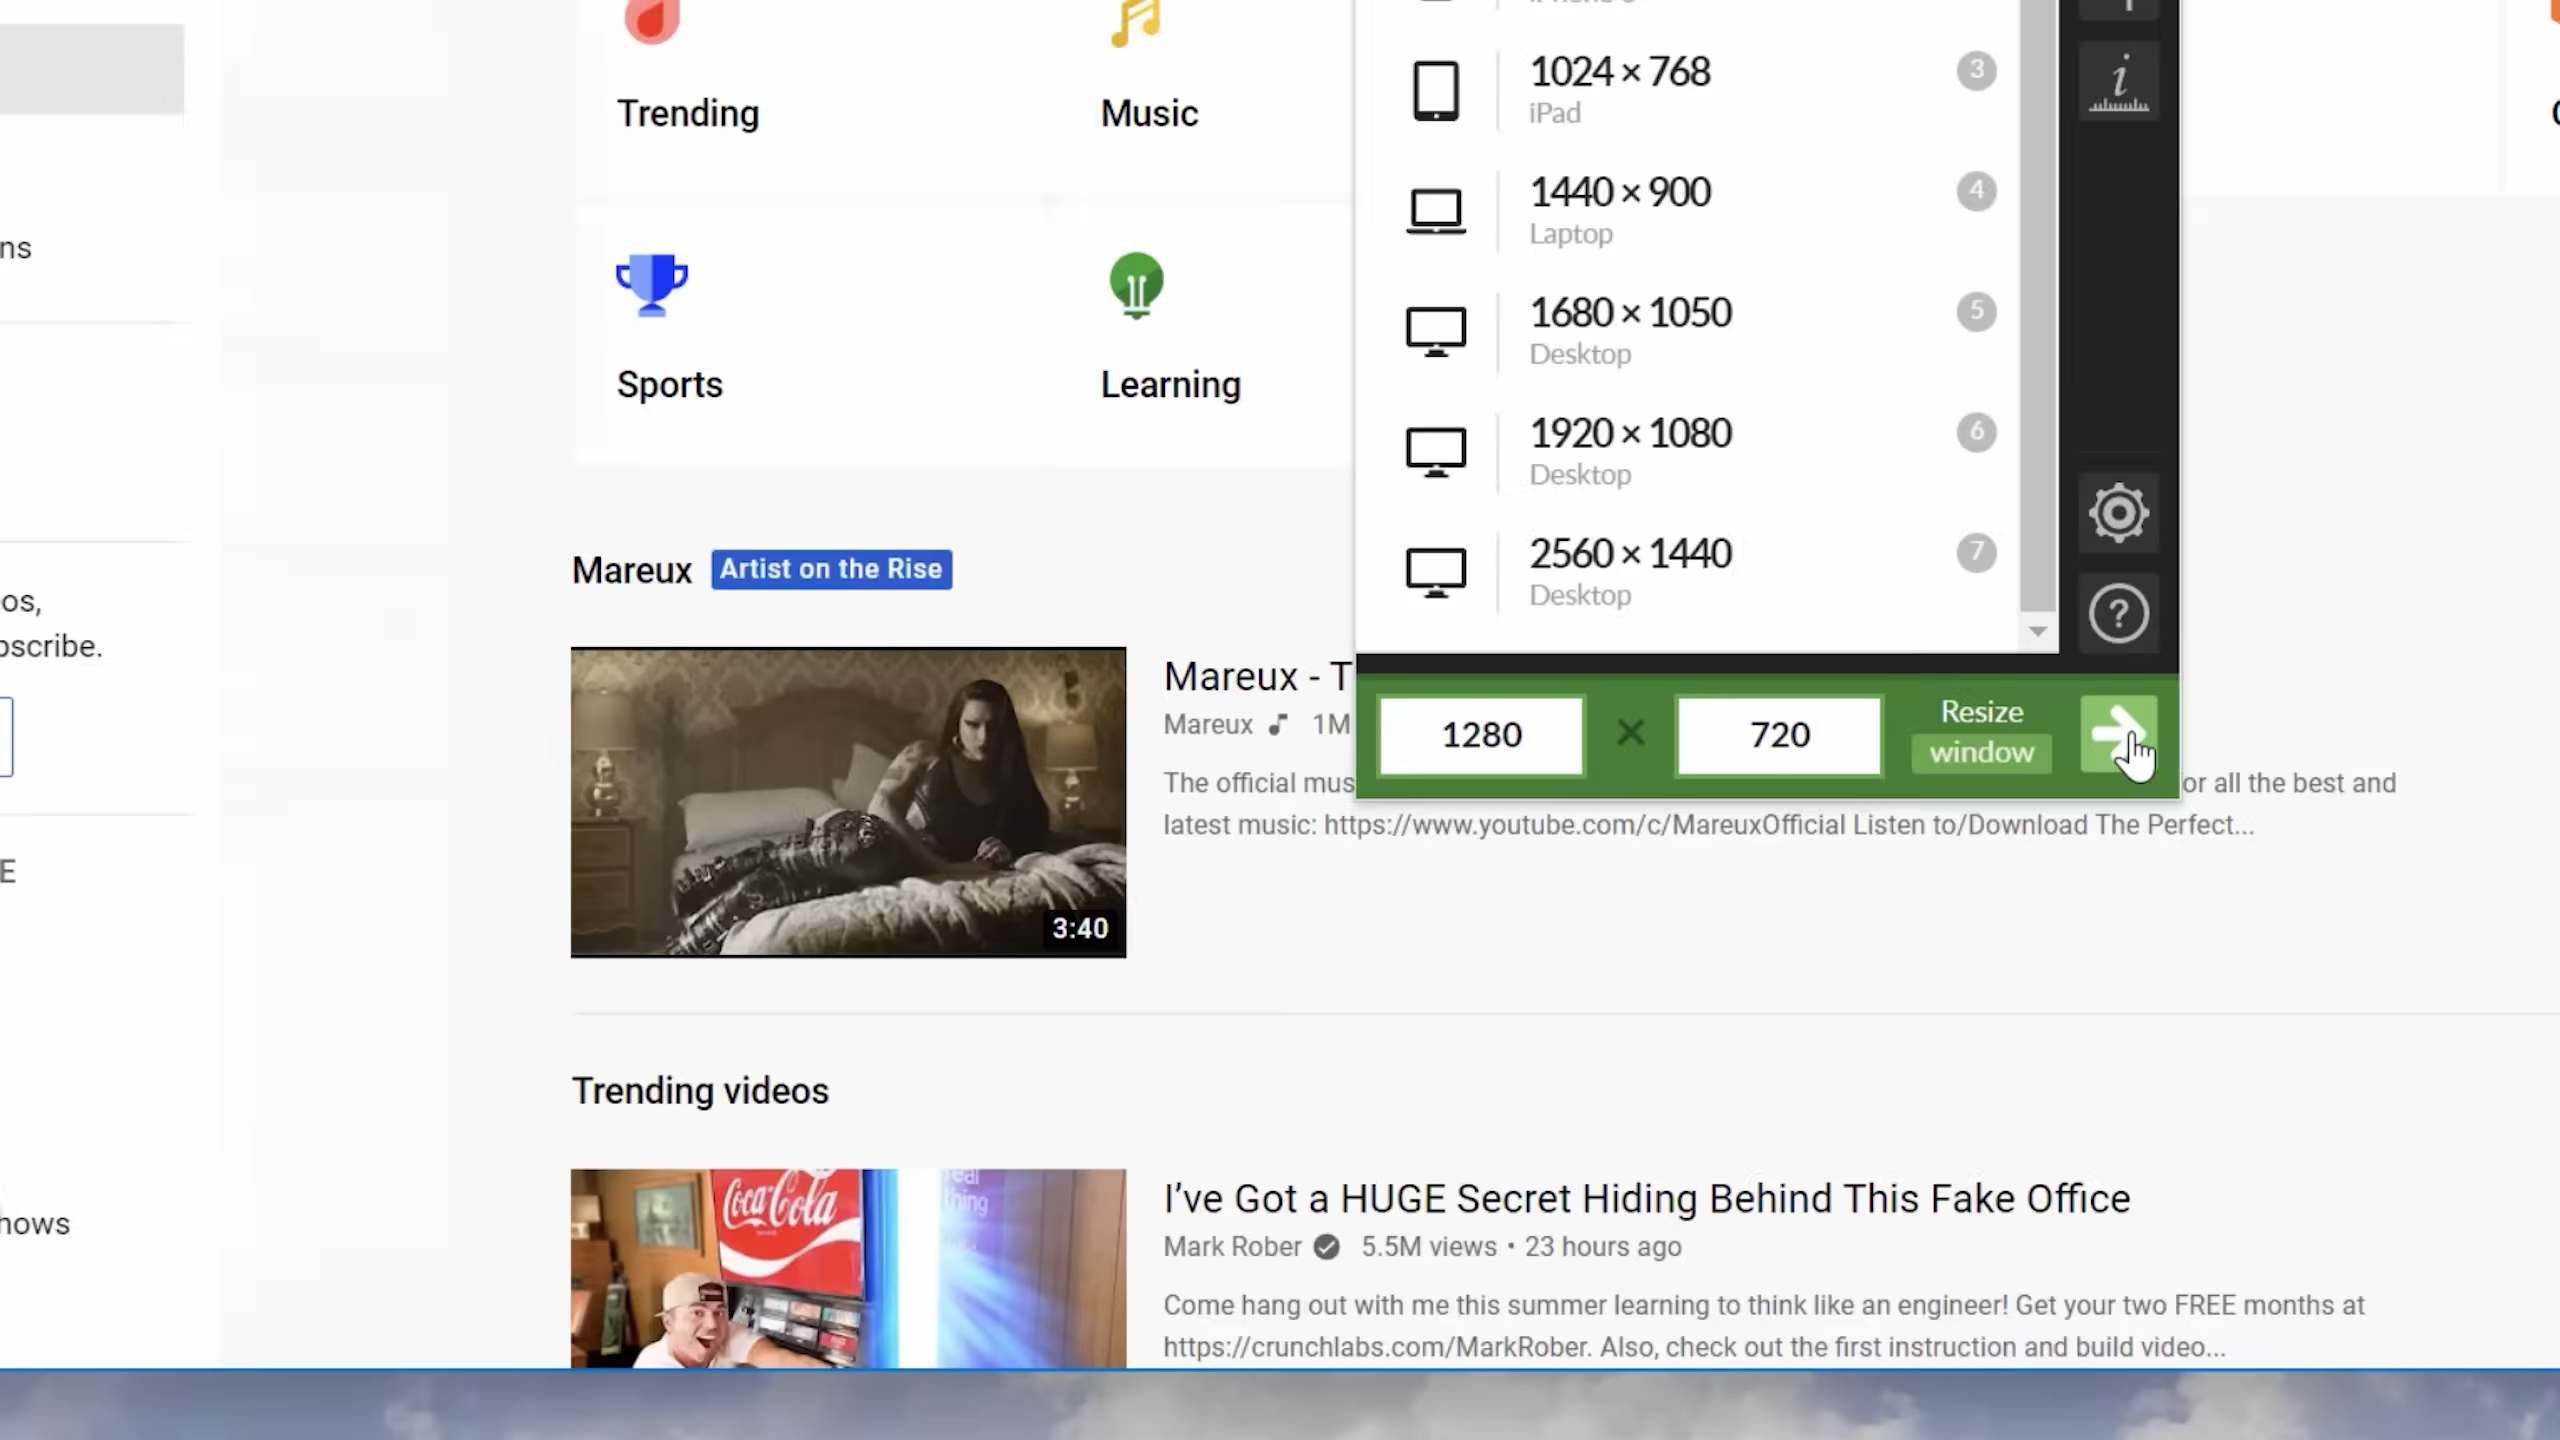 Trending
Music
1024 × 768
3
iPad
1440 × 900
4
Laptop
ns
Sports
Learning
1680 × 1050
5
Desktop
1920 × 1080
6
Desktop
2560 × 1440
7
Desktop
os,
oscribe.
E
hows
Mareux Artist on the Rise
3:40
Mareux - T
Mareux 1M
The official mus
or all the best and
latest music: https://www.youtube.com/c/MareuxOfficial Listen to/Download The Perfect...
1280 × 720
Resize
window
Trending videos
Coca-Cola
real
thing
I’ve Got a HUGE Secret Hiding Behind This Fake Office
Mark Rober 5.5M views • 23 hours ago
Come hang out with me this summer learning to think like an engineer! Get your two FREE months at
https://crunchlabs.com/MarkRober. Also, check out the first instruction and build video...